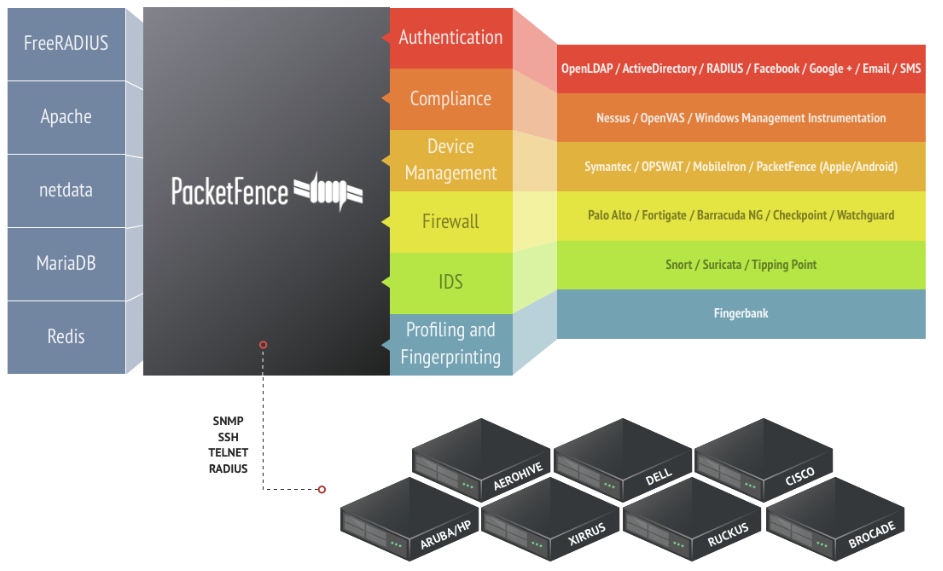 FreeRADIUS
Apache
netdata
MariaDB
Redis
PacketFence
Authentication
Compliance
Device
Management
Firewall
IDS
Profiling and
Fingerprinting
OpenLDAP / ActiveDirectory / RADIUS / Facebook / Google + / Email / SMS
Nessus / OpenVAS / Windows Management Instrumentation
Symantec / OPSWAT / MobileIron / PacketFence (Apple/Android)
Palo Alto / Fortigate / Barracuda NG / Checkpoint / Watchguard
Snort / Suricata / Tipping Point
Fingerbank
SNMP
SSH
TELNET
RADIUS
AEROHIVE
DELL
CISCO
ARUBA/HP
XIRRUS
RUCKUS
BROCADE